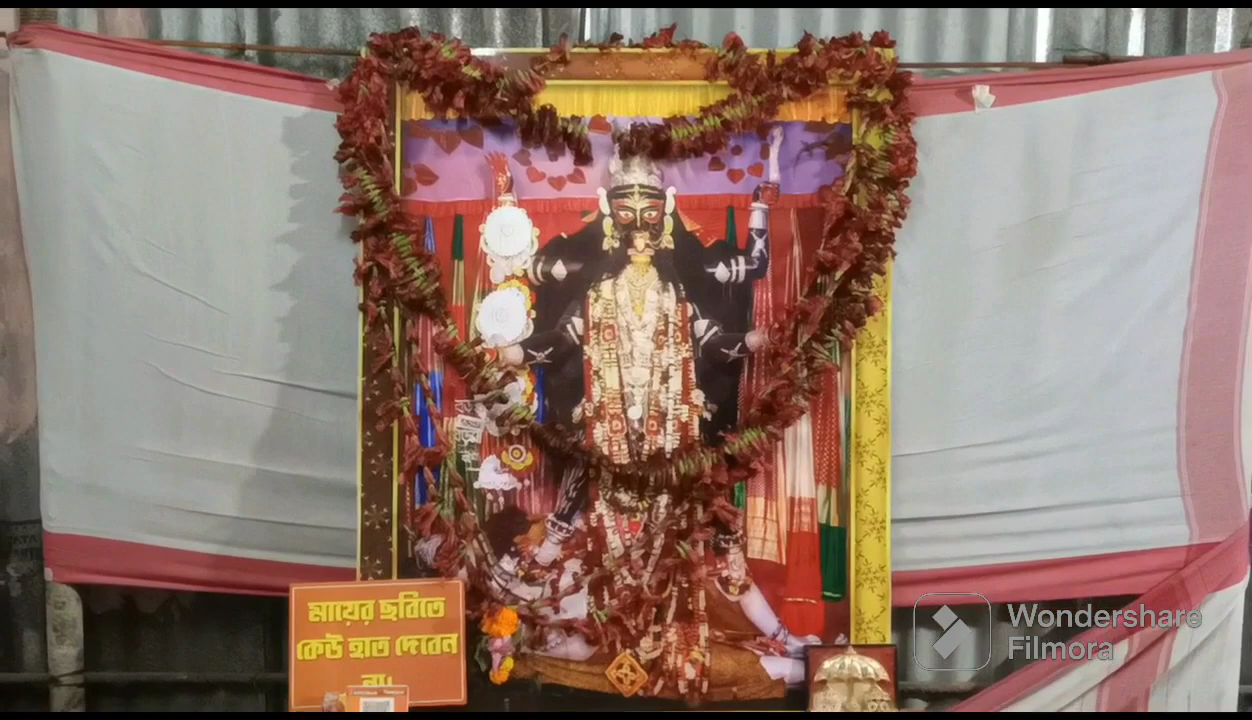 মায়ের ছবিতে
কেউ হাত দেবেন
না।
Wondershare
Filmora